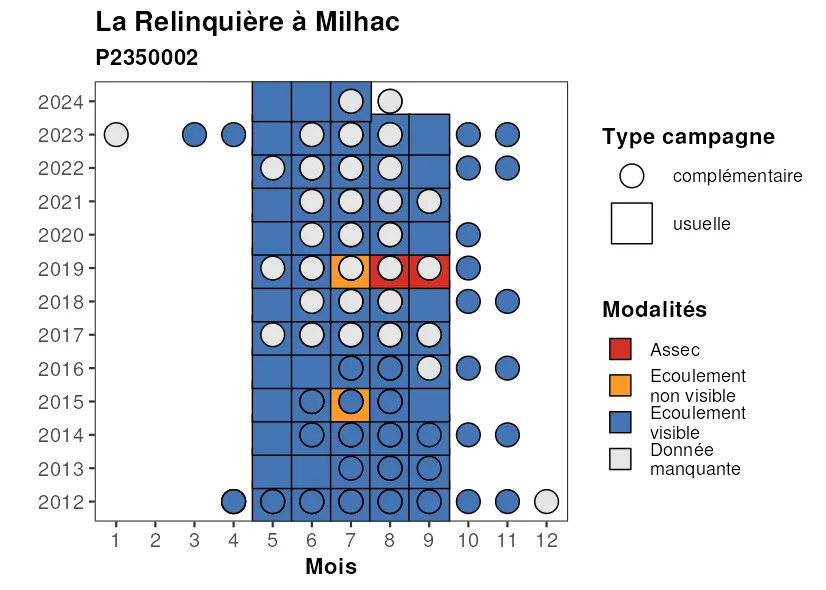 La Relinquière à Milhac
P2350002
2024
2023
2022
2021
2020
2019
2018
2017
2016
2015
2014
2013
2012
1 2 3 4 5 6 7 8 9 10 11 12
Mois
Type campagne
complémentaire
usuelle
Modalités
Assec
Ecoulement
non visible
Ecoulement
visible
Donnée
manquante